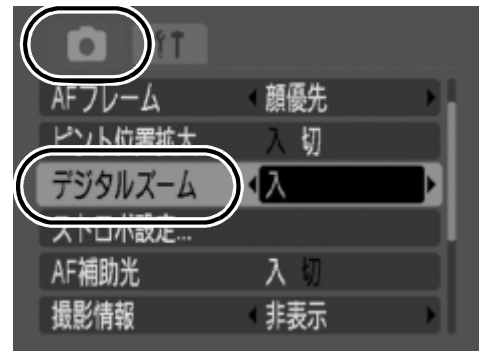 AFフレーム 顔優先
ピント位置拡大 入 切
デジタルズーム 入
ストロボ設定...
AF補助光 入 切
撮影情報 非表示